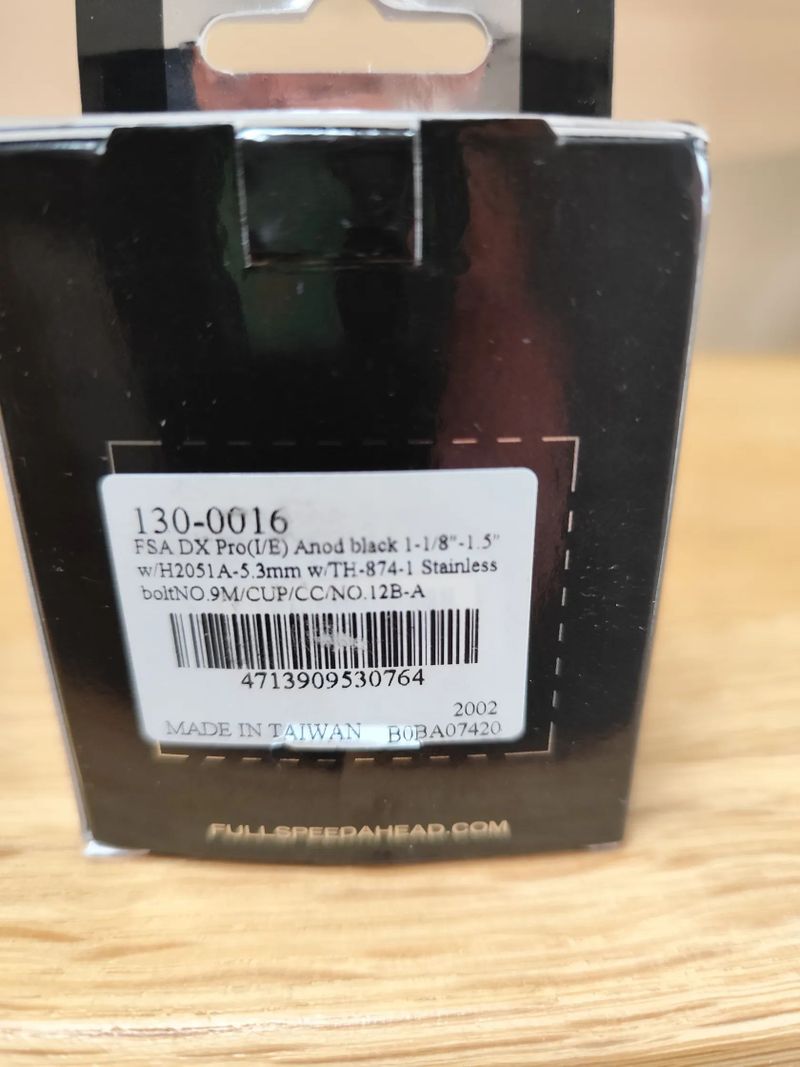 130-0016
FSA DX Pro(I/E) Anod black 1-1/8"-1.5"
w/H2051A-5.3mm w/TH-874-1 Stainless
boltNO.9M/CUP/CC/NO.12B-A
4713909530764
2002
MADE IN TAIWAN B0BA07420
FULLSPEEDAHEAD.COM